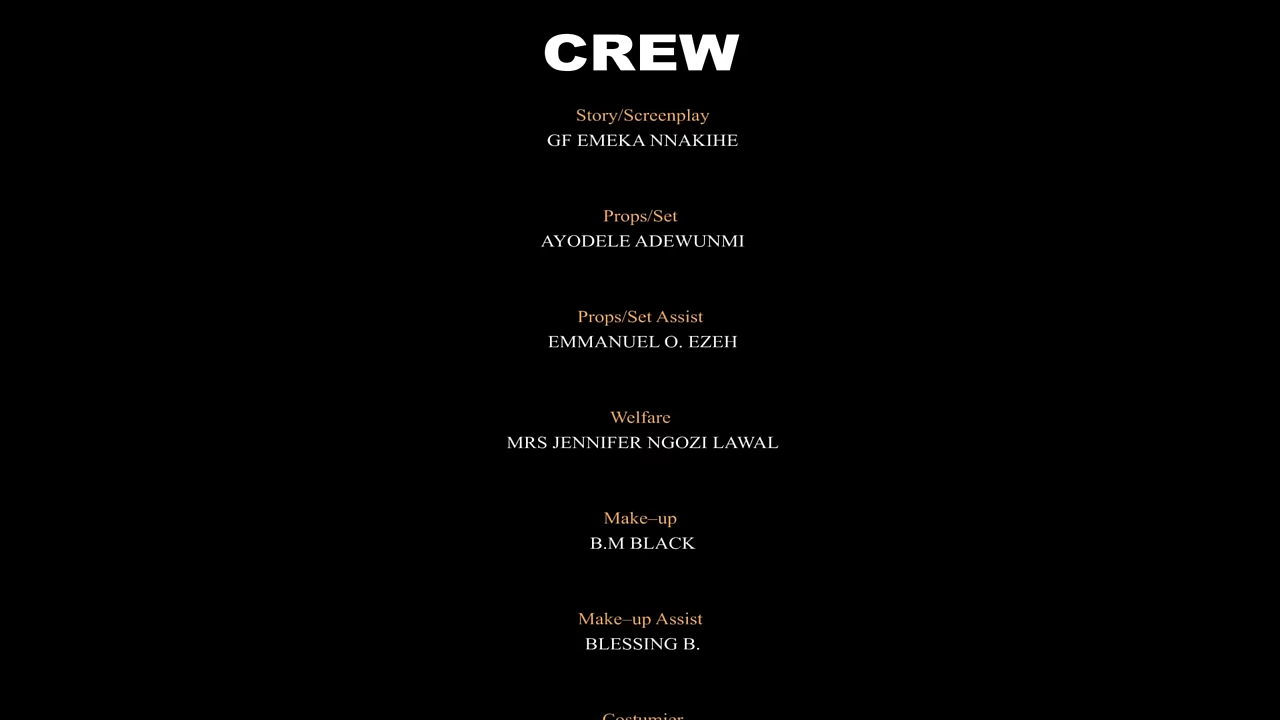 CREW
Story/Screenplay
GF EMEKA NNAKIHE
Props/Set
AYODELE ADEWUNMI
Props/Set Assist
EMMANUEL O. EZEH
Welfare
MRS JENNIFER NGOZI LAWAL
Make–up
B.M BLACK
Make–up Assist
BLESSING B.
Costumier